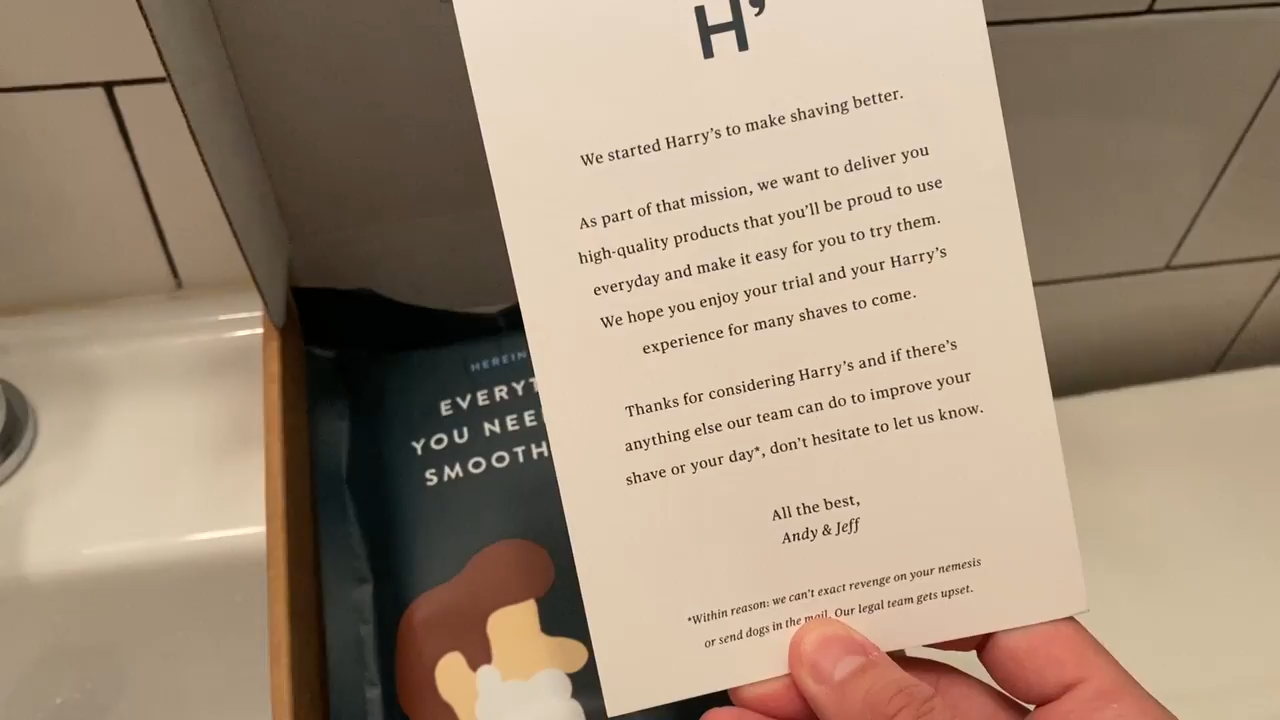 H’
We started Harry’s to make shaving better.
As part of that mission, we want to deliver you
high-quality products that you’ll be proud to use
everyday and make it easy for you to try them.
We hope you enjoy your trial and your Harry’s
experience for many shaves to come.
Thanks for considering Harry’s and if there’s
anything else our team can do to improve your
shave or your day*, don’t hesitate to let us know.
All the best,
Andy & Jeff
*Within reason: we can’t exact revenge on your nemesis
or send dogs in the mail. Our legal team gets upset.
HEREIN
EVERYT
YOU NEE
SMOOTH